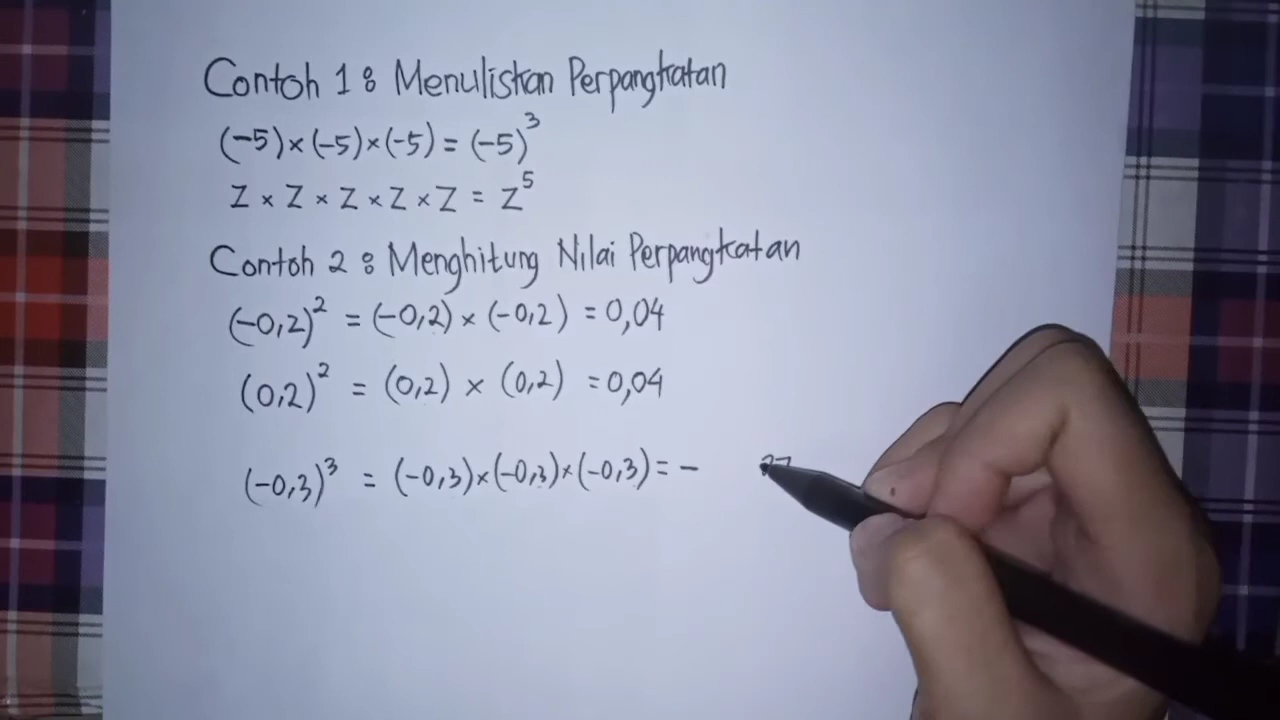 Contoh 1 : Menuliskan Perpangkatan
(-5)×(-5)×(-5) = (-5)³
Z × Z × Z × Z × Z = Z⁵
Contoh 2 : Menghitung Nilai Perpangkatan
(-0,2)² = (-0,2) × (-0,2) = 0,04
(0,2)² = (0,2) × (0,2) = 0,04
(-0,3)³ = (-0,3)×(-0,3)×(-0,3) = -